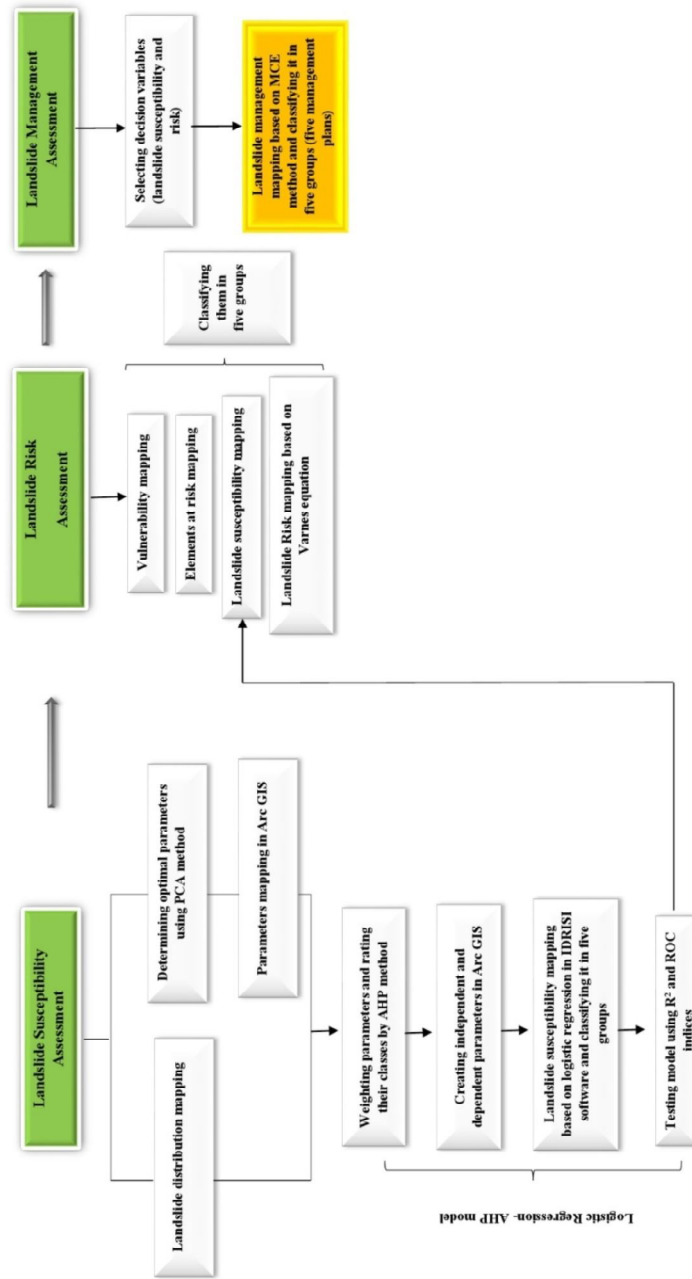 Landslide Susceptibility
Assessment
Landslide distribution mapping
Determining optimal parameters
using PCA method
Parameters mapping in Arc GIS
Weighting parameters and rating
their classes by AHP method
Creating independent and
dependent parameters in Arc GIS
Landslide susceptibility mapping
based on logistic regression in IDRISI
software and classifying it in five
groups
Testing model using R² and ROC
indices
Logistic Regression- AHP model
Landslide Risk
Assessment
Vulnerability mapping
Elements at risk mapping
Landslide susceptibility mapping
Landslide Risk mapping based on
Varnes equation
Classifying
them in
five groups
Landslide Management
Assessment
Selecting decision variables
(landslide susceptibility and
risk)
Landslide management
mapping based on MCE
method and classifying it in
five groups (five management
plans)